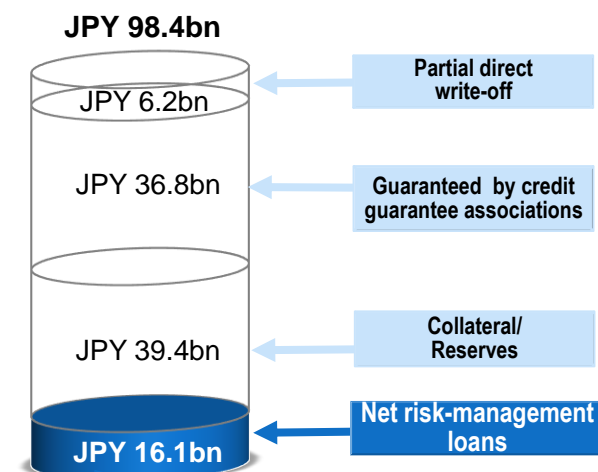 JPY 98.4bn
Partial direct
write-off
JPY 6.2bn
JPY 36.8bn
Guaranteed by credit
guarantee associations
JPY 39.4bn
Collateral/
Reserves
Net risk-management
loans
JPY 16.1bn